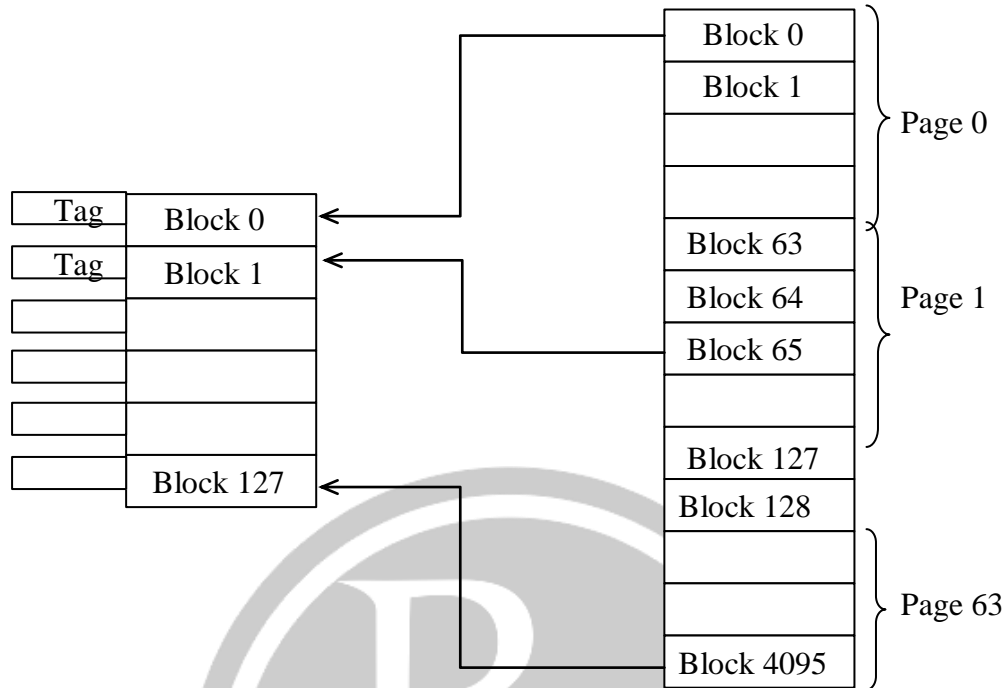 Block 0
Block 1
Page 0
Tag
Block 0
Tag
Block 1
Block 63
Block 64
Page 1
Block 65
Block 127
Block 127
Block 128
Page 63
Block 4095